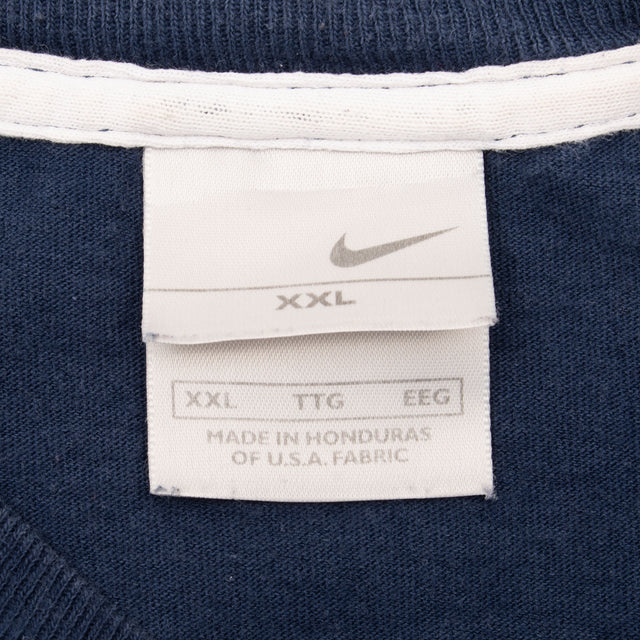 XXL
XXL TTG EEG
MADE IN HONDURAS
OF U.S.A. FABRIC